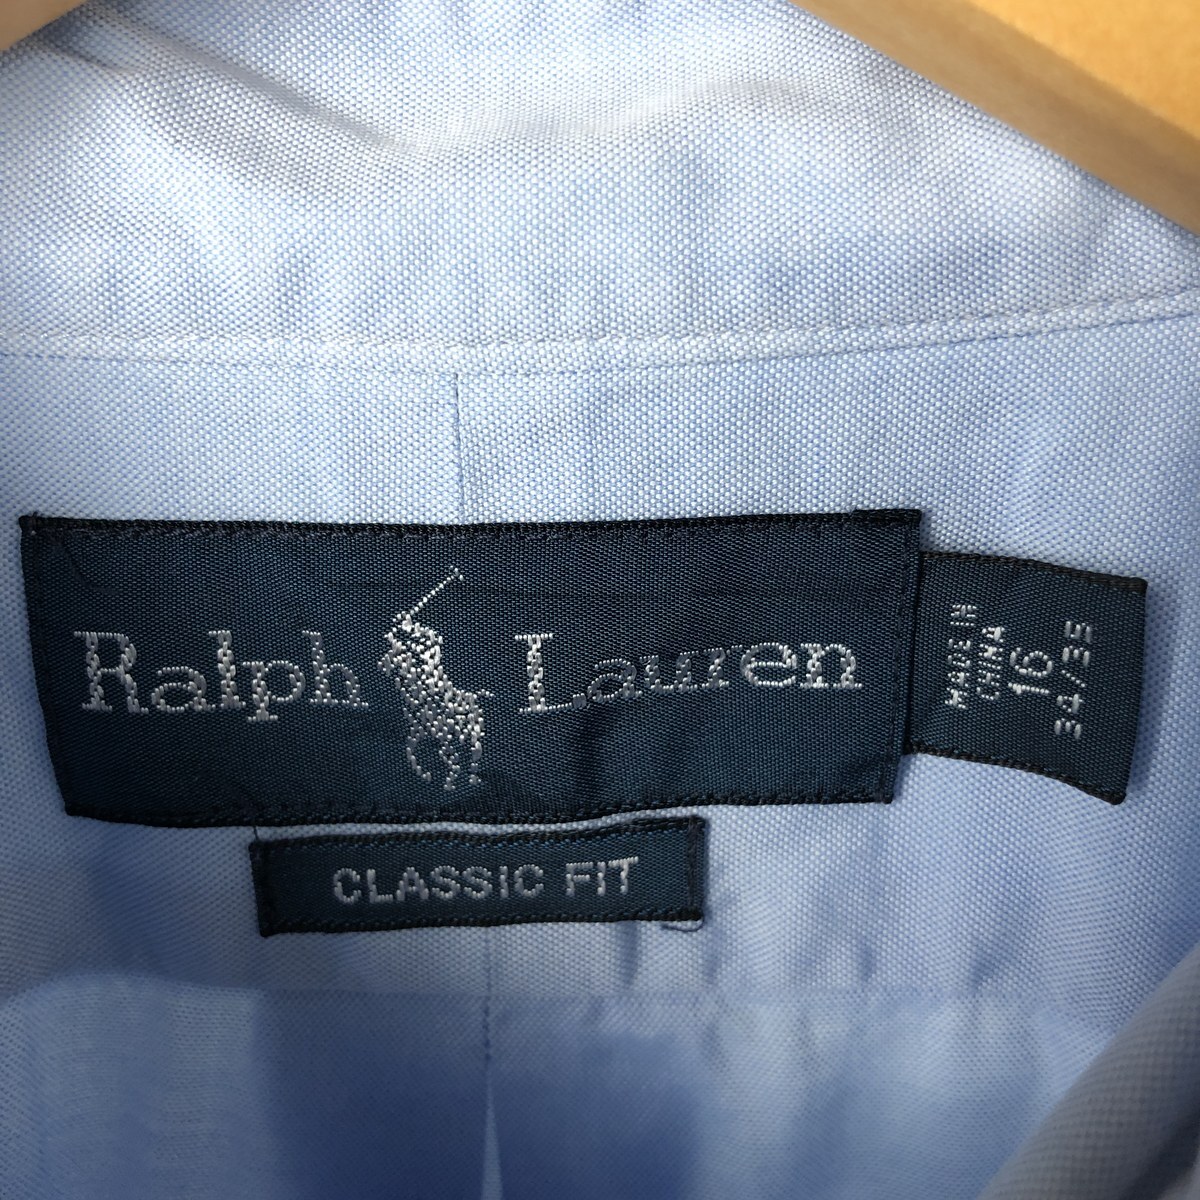 Ralph Lauren
CLASSIC FIT
MADE IN
CHINA
16
34/35